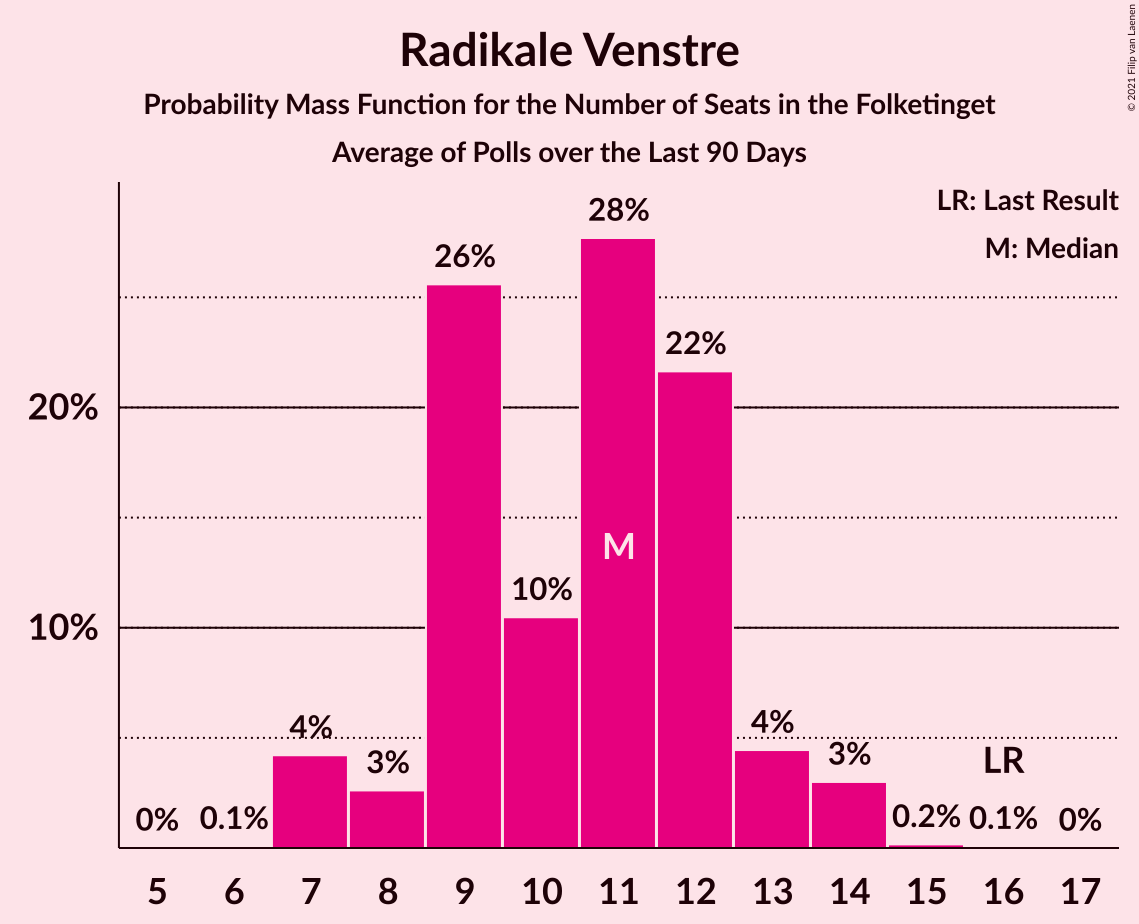 Radikale Venstre
Probability Mass Function for the Number of Seats in the Folketinget
Average of Polls over the Last 90 Days
© 2021 Filip van Laenen
LR: Last Result
M: Median
28%
26%
22%
20%
M
10%
10%
4%
4%
3%
3%
LR
0%
0.1%
0.2%
0.1%
0%
5 6 7 8 9 10 11 12 13 14 15 16 17